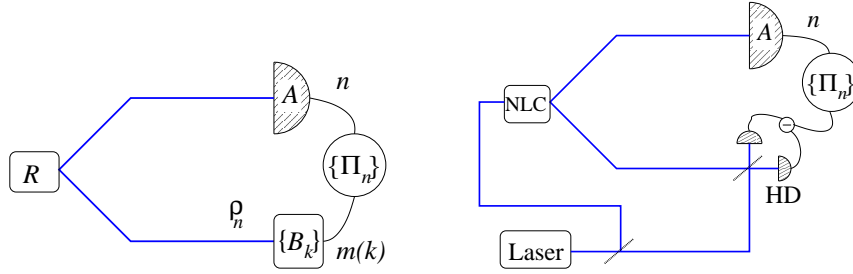 A
n
{Π_n}
R
ρ_n
{B_k}
m(k)
A
n
NLC
{Π_n}
−
HD
Laser